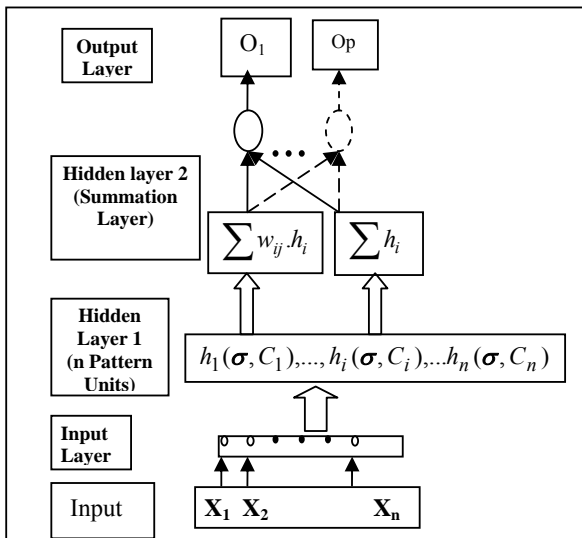 Output
Layer
O₁
Op
Hidden layer 2
(Summation
Layer)
∑ wᵢⱼ.hᵢ
∑ hᵢ
Hidden
Layer 1
(n Pattern
Units)
h₁(σ, C₁),..., hᵢ(σ, Cᵢ),...hₙ(σ, Cₙ)
Input
Layer
Input
X₁ X₂ Xₙ